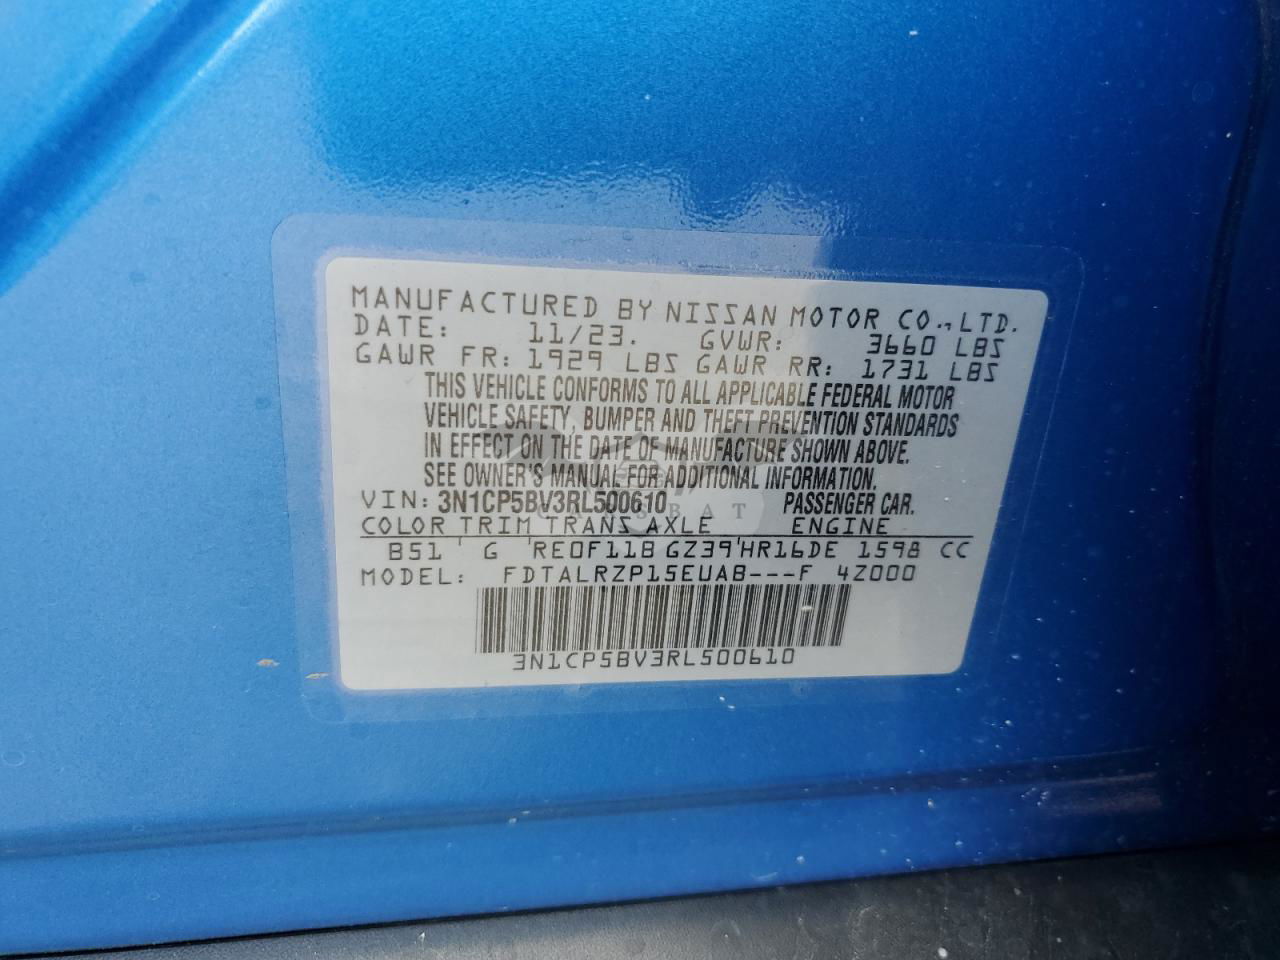 MANUFACTURED BY NISSAN MOTOR CO., LTD.
DATE: 11/23. GVWR: 3660 LBS
GAWR FR: 1929 LBS GAWR RR: 1731 LBS
THIS VEHICLE CONFORMS TO ALL APPLICABLE FEDERAL MOTOR
VEHICLE SAFETY, BUMPER AND THEFT PREVENTION STANDARDS
IN EFFECT ON THE DATE OF MANUFACTURE SHOWN ABOVE.
SEE OWNER'S MANUAL FOR ADDITIONAL INFORMATION.
VIN: 3N1CP5BV3RL500610 PASSENGER CAR.
COLOR TRIM TRANS AXLE ENGINE
B51 G RE0F11B GZ39 HR16DE 1598 CC
MODEL: FDTALRZP15EUAB---F 4Z000
3N1CP5BV3RL500610